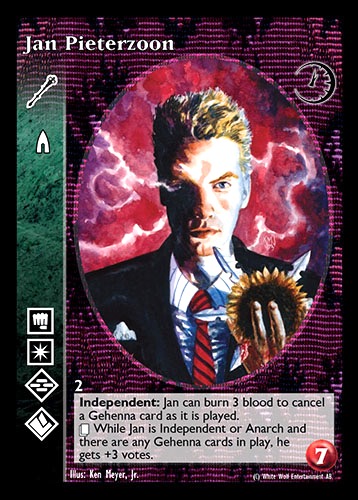 Jan Pieterzoon
2
Independent: Jan can burn 3 blood to cancel
a Gehenna card as it is played.
While Jan is Independent or Anarch and
there are any Gehenna cards in play, he
gets +3 votes.
7
Illus: Ken Meyer, Jr.
(C) White Wolf Entertainment AB.